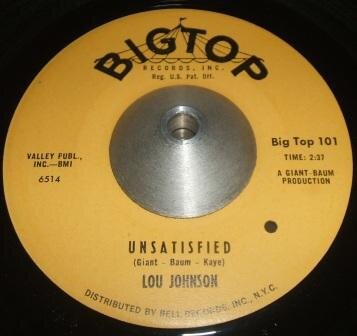 BIGTOP
RECORDS, INC.
Reg. U.S. Pat. Off.
VALLEY PUBL.,
INC.—BMI
6514
Big Top 101
TIME: 2:37
A GIANT-BAUM
PRODUCTION
UNSATISFIED
(Giant - Baum - Kaye)
LOU JOHNSON
DISTRIBUTED BY BELL RECORDS, INC., N.Y.C.